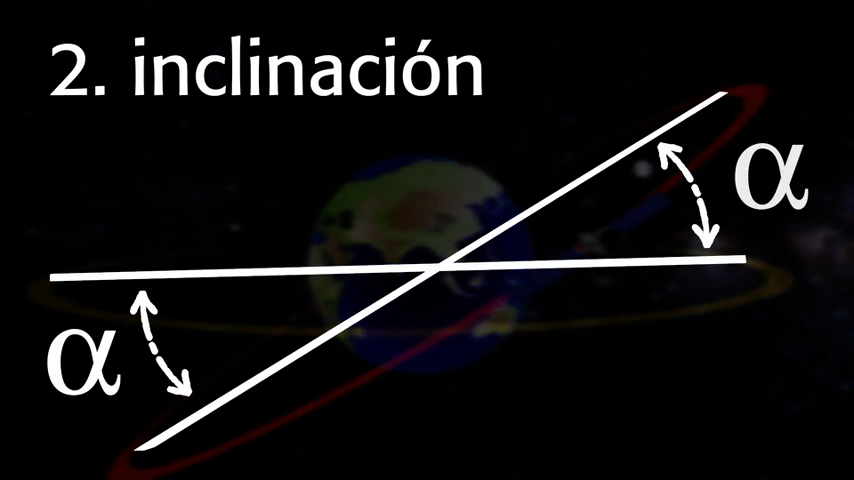 2. inclinación
α
α